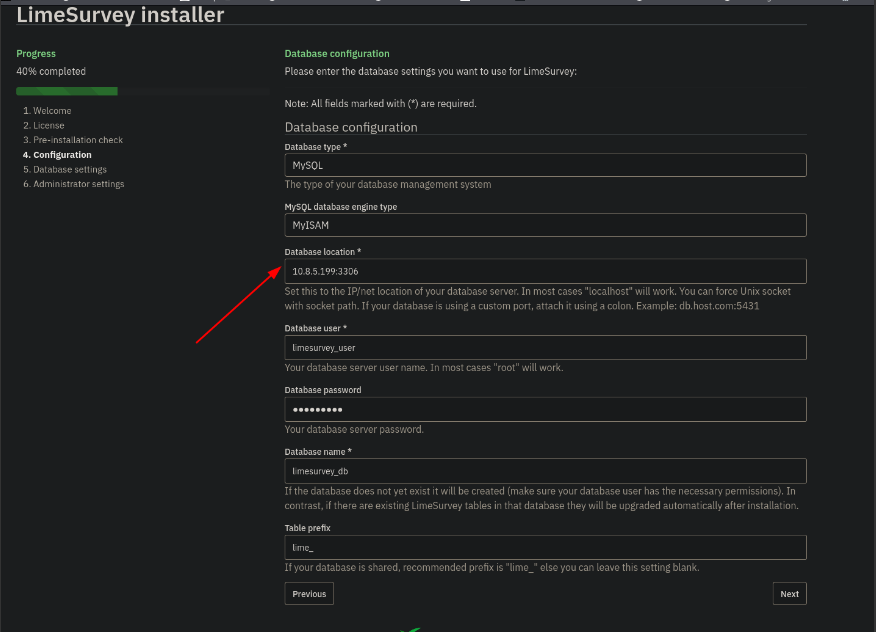 LimeSurvey installer
Progress
40% completed
1. Welcome
2. License
3. Pre-installation check
4. Configuration
5. Database settings
6. Administrator settings
Database configuration
Please enter the database settings you want to use for LimeSurvey:
Note: All fields marked with (*) are required.
Database configuration
Database type *
MySQL
The type of your database management system
MySQL database engine type
MyISAM
Database location *
10.8.5.199:3306
Set this to the IP/net location of your database server. In most cases "localhost" will work. You can force Unix socket
with socket path. If your database is using a custom port, attach it using a colon. Example: db.host.com:5431
Database user *
limesurvey_user
Your database server user name. In most cases "root" will work.
Database password
•••••••••
Your database server password.
Database name *
limesurvey_db
If the database does not yet exist it will be created (make sure your database user has the necessary permissions). In
contrast, if there are existing LimeSurvey tables in that database they will be upgraded automatically after installation.
Table prefix
lime_
If your database is shared, recommended prefix is "lime_" else you can leave this setting blank.
Previous
Next